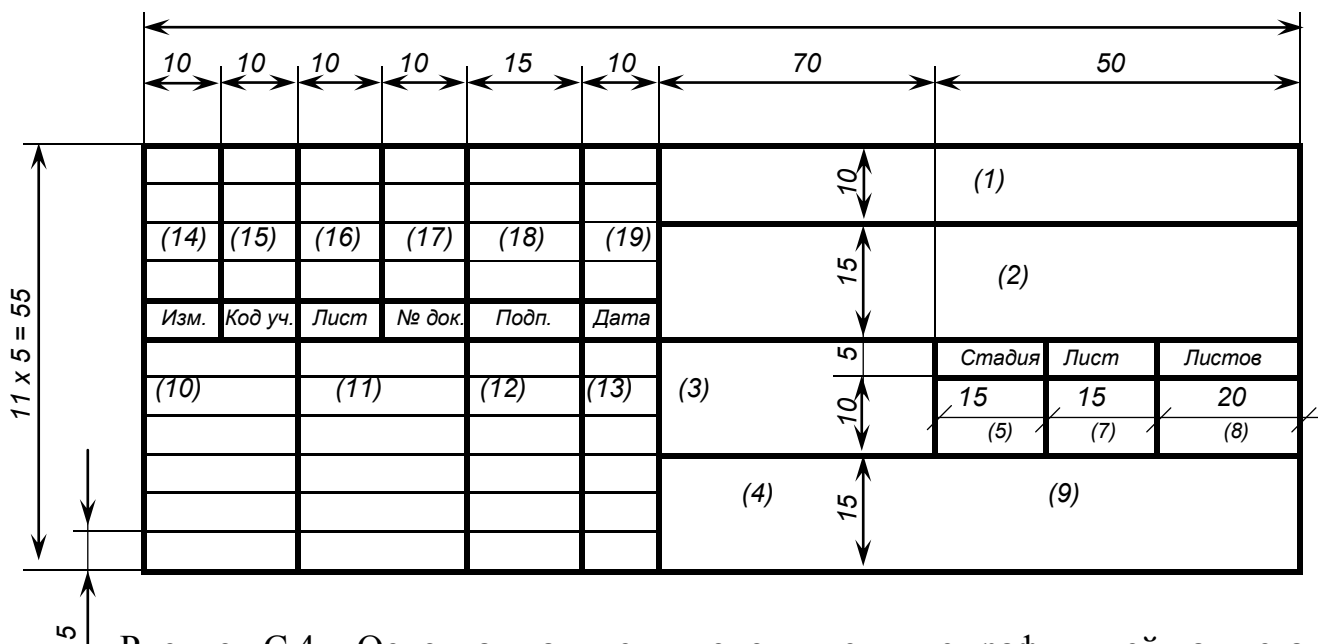 10 10 10 10 15 10 70 50
10 (1)
(14) (15) (16) (17) (18) (19)
15 (2)
Изм. Код уч. Лист № док. Подп. Дата
11 x 5 = 55
5 Стадия Лист Листов
(10) (11) (12) (13) (3) 10 15 15 20
(5) (7) (8)
(4) 15 (9)
5